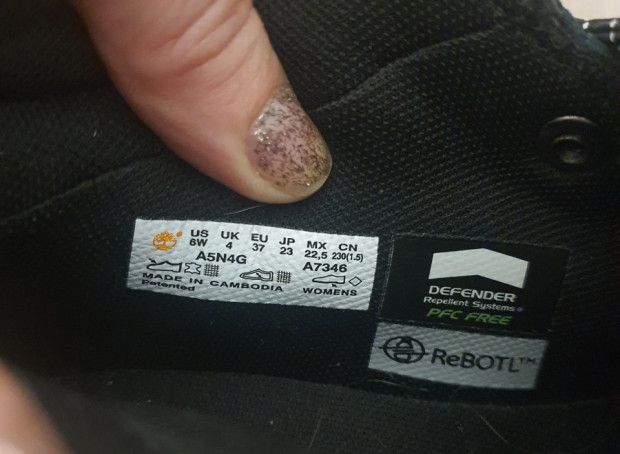 US UK EU JP MX CN
6W 4 37 23 22,5 230(1.5)
A5N4G A7346
MADE IN CAMBODIA WOMENS
Patented
DEFENDER
Repellent Systems®
PFC FREE
ReBOTL™